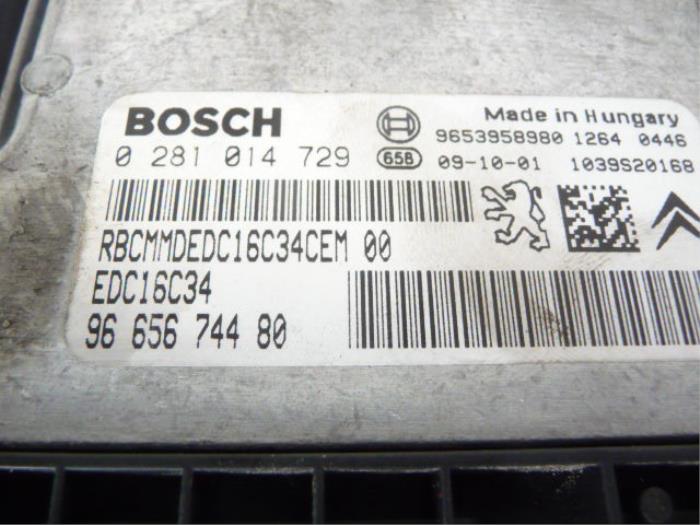 BOSCH
Made in Hungary
9653958980 1264 0446
0 281 014 729
658 09-10-01 1039S20168
RBCMMDEDC16C34CEM 00
EDC16C34
96 656 744 80